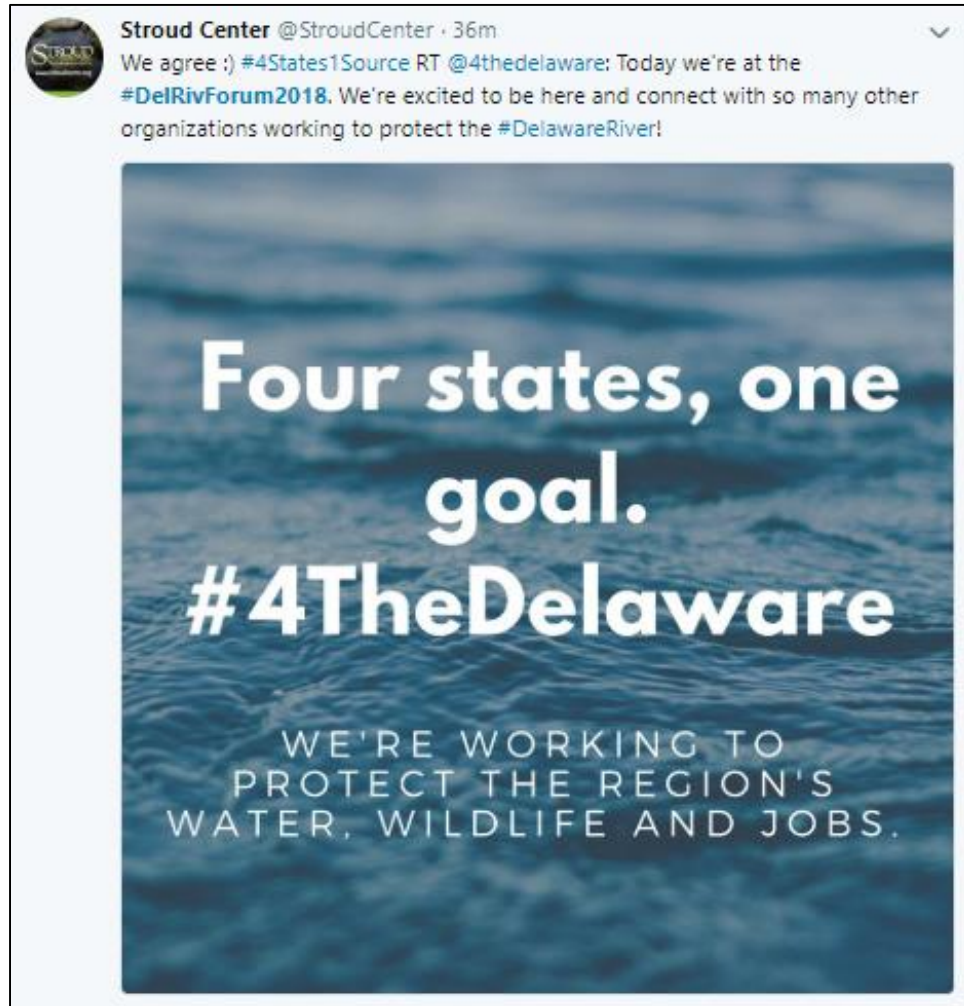 STROUD
Stroud Center @StroudCenter · 36m
We agree :) #4States1Source RT @4thedelaware: Today we're at the
#DelRivForum2018. We're excited to be here and connect with so many other
organizations working to protect the #DelawareRiver!
Four states, one
goal.
#4TheDelaware
WE'RE WORKING TO
PROTECT THE REGION'S
WATER, WILDLIFE AND JOBS.